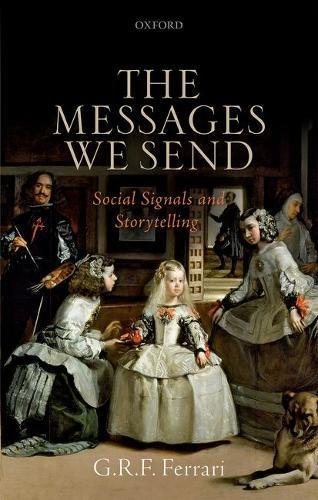 OXFORD
THE
MESSAGES
WE SEND
Social Signals and
Storytelling
G.R.F. Ferrari